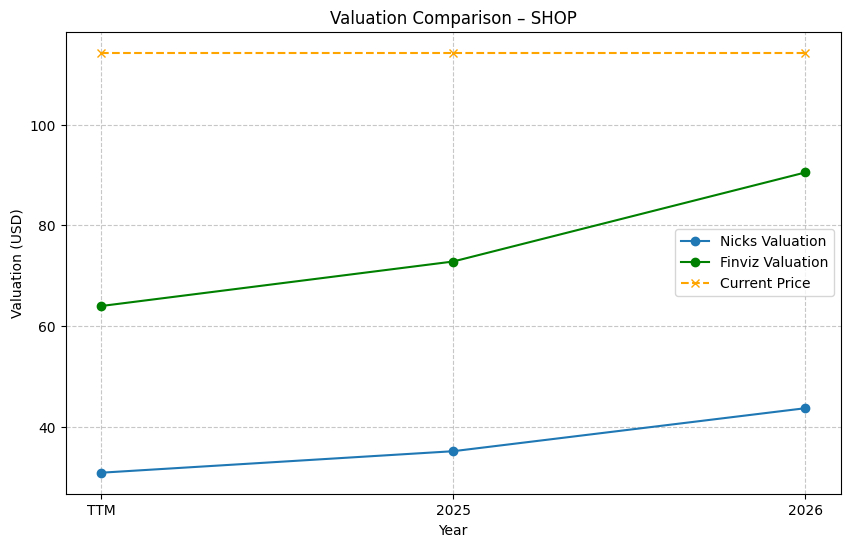 Valuation Comparison – SHOP
Valuation (USD)
100
80
60
40
Nicks Valuation
Finviz Valuation
Current Price
TTM
2025
2026
Year